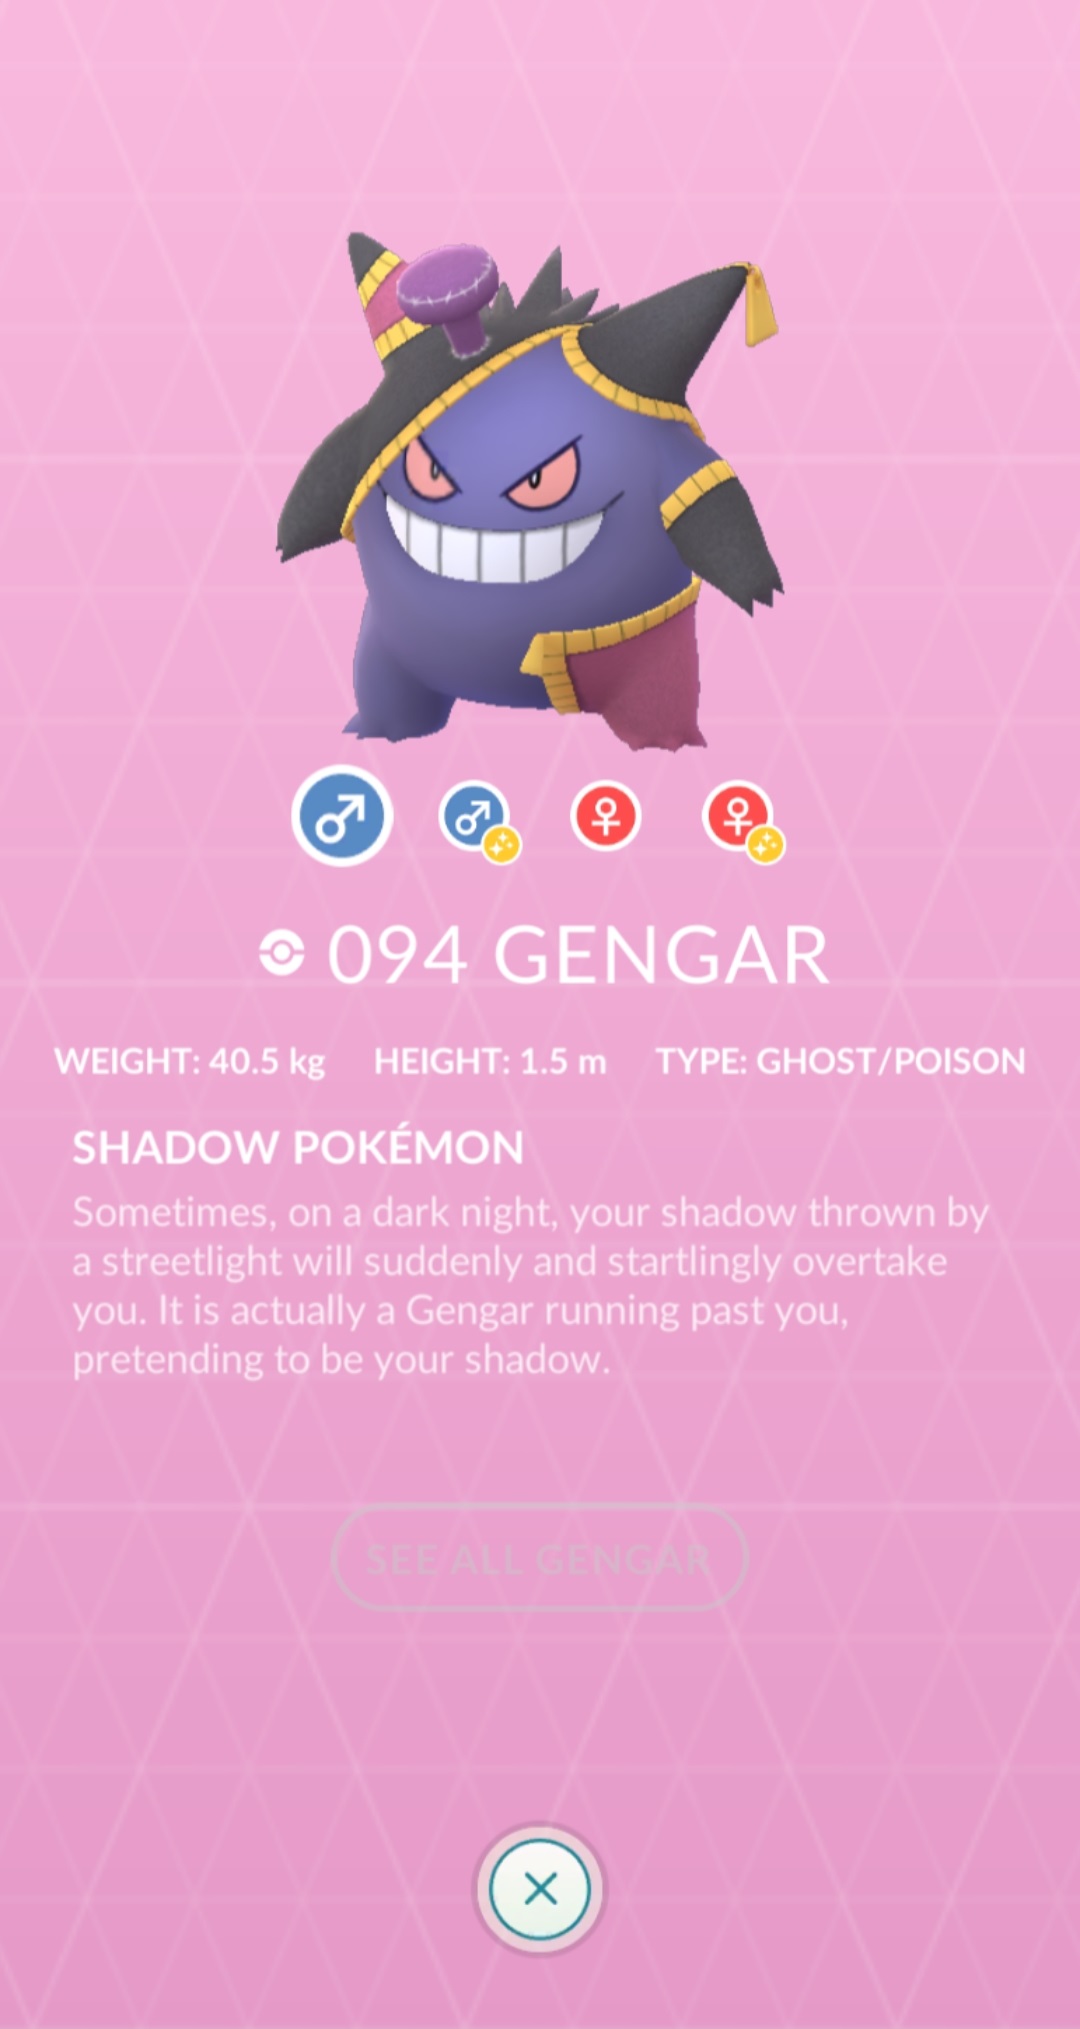 094 GENGAR
WEIGHT: 40.5 kg HEIGHT: 1.5 m TYPE: GHOST/POISON
SHADOW POKÉMON
Sometimes, on a dark night, your shadow thrown by
a streetlight will suddenly and startlingly overtake
you. It is actually a Gengar running past you,
pretending to be your shadow.
SEE ALL GENGAR